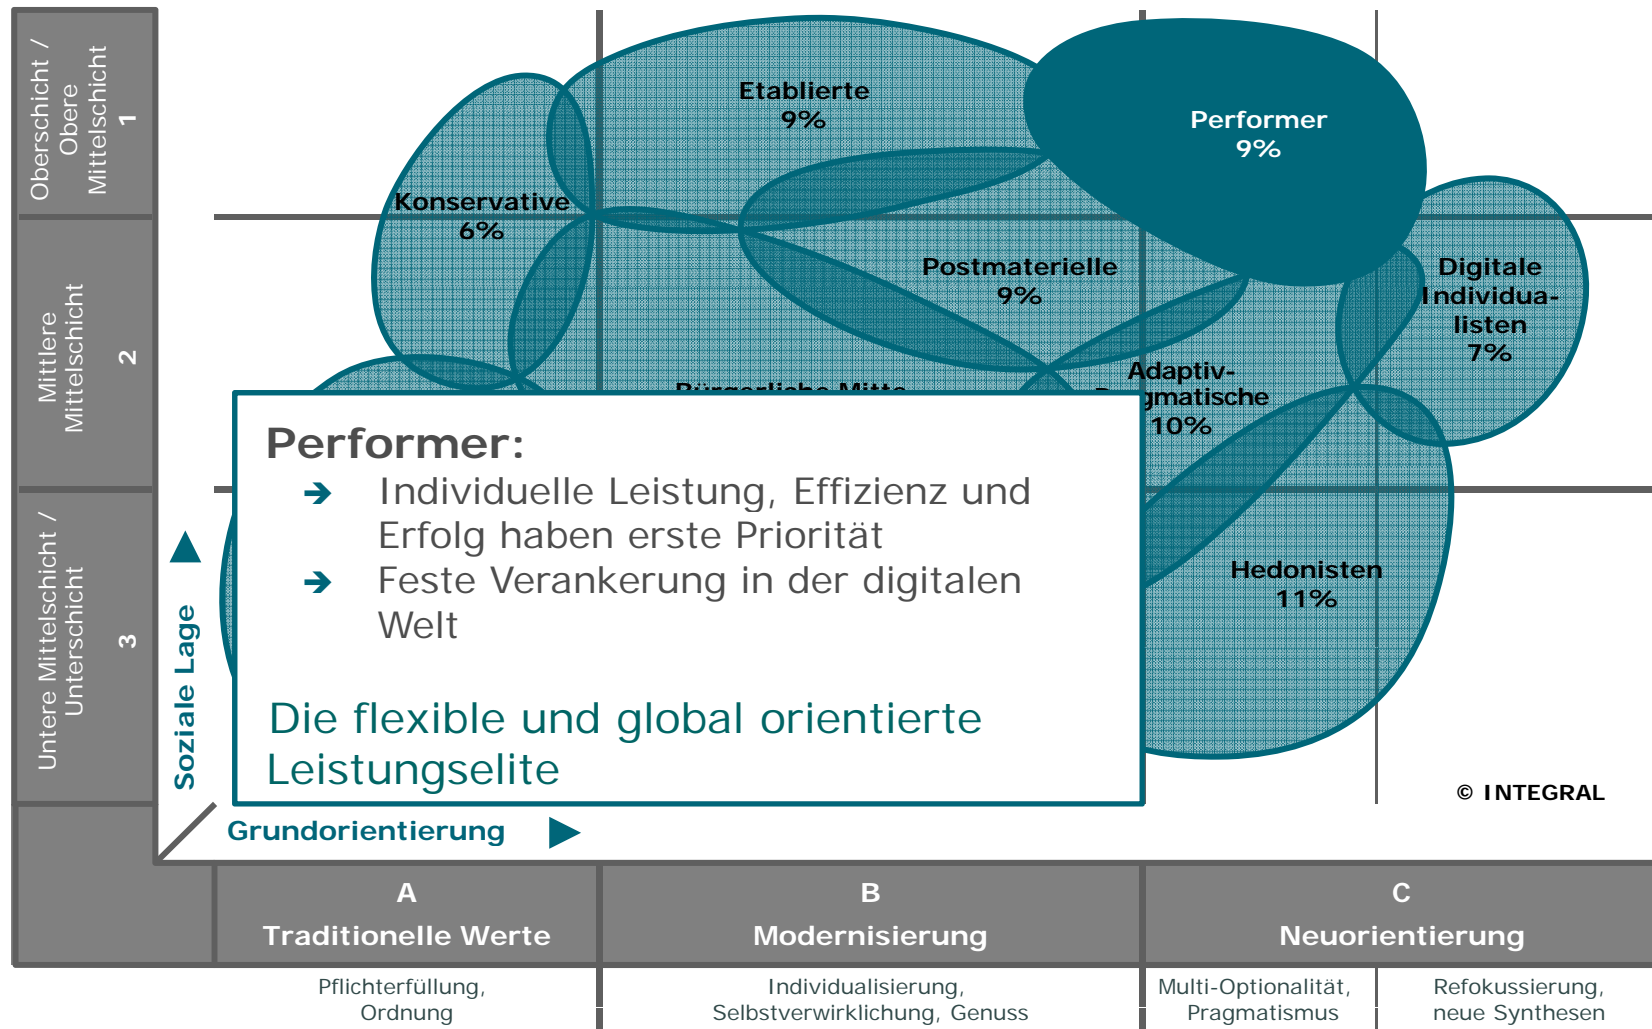 Oberschicht /
Obere
Mittelschicht
1
Mittlere
Mittelschicht
2
Untere Mittelschicht /
Unterschicht
3
Soziale Lage
Etablierte
9%
Performer
9%
Konservative
6%
Postmaterielle
9%
Digitale
Individua-
listen
7%
Bürgerliche Mitte
Adaptiv-
gmatische
10%
Hedonisten
11%
Performer:
➔ Individuelle Leistung, Effizienz und
Erfolg haben erste Priorität
➔ Feste Verankerung in der digitalen
Welt
Die flexible und global orientierte
Leistungselite
© INTEGRAL
Grundorientierung
A
Traditionelle Werte
B
Modernisierung
C
Neuorientierung
Pflichterfüllung,
Ordnung
Individualisierung,
Selbstverwirklichung, Genuss
Multi-Optionalität,
Pragmatismus
Refokussierung,
neue Synthesen